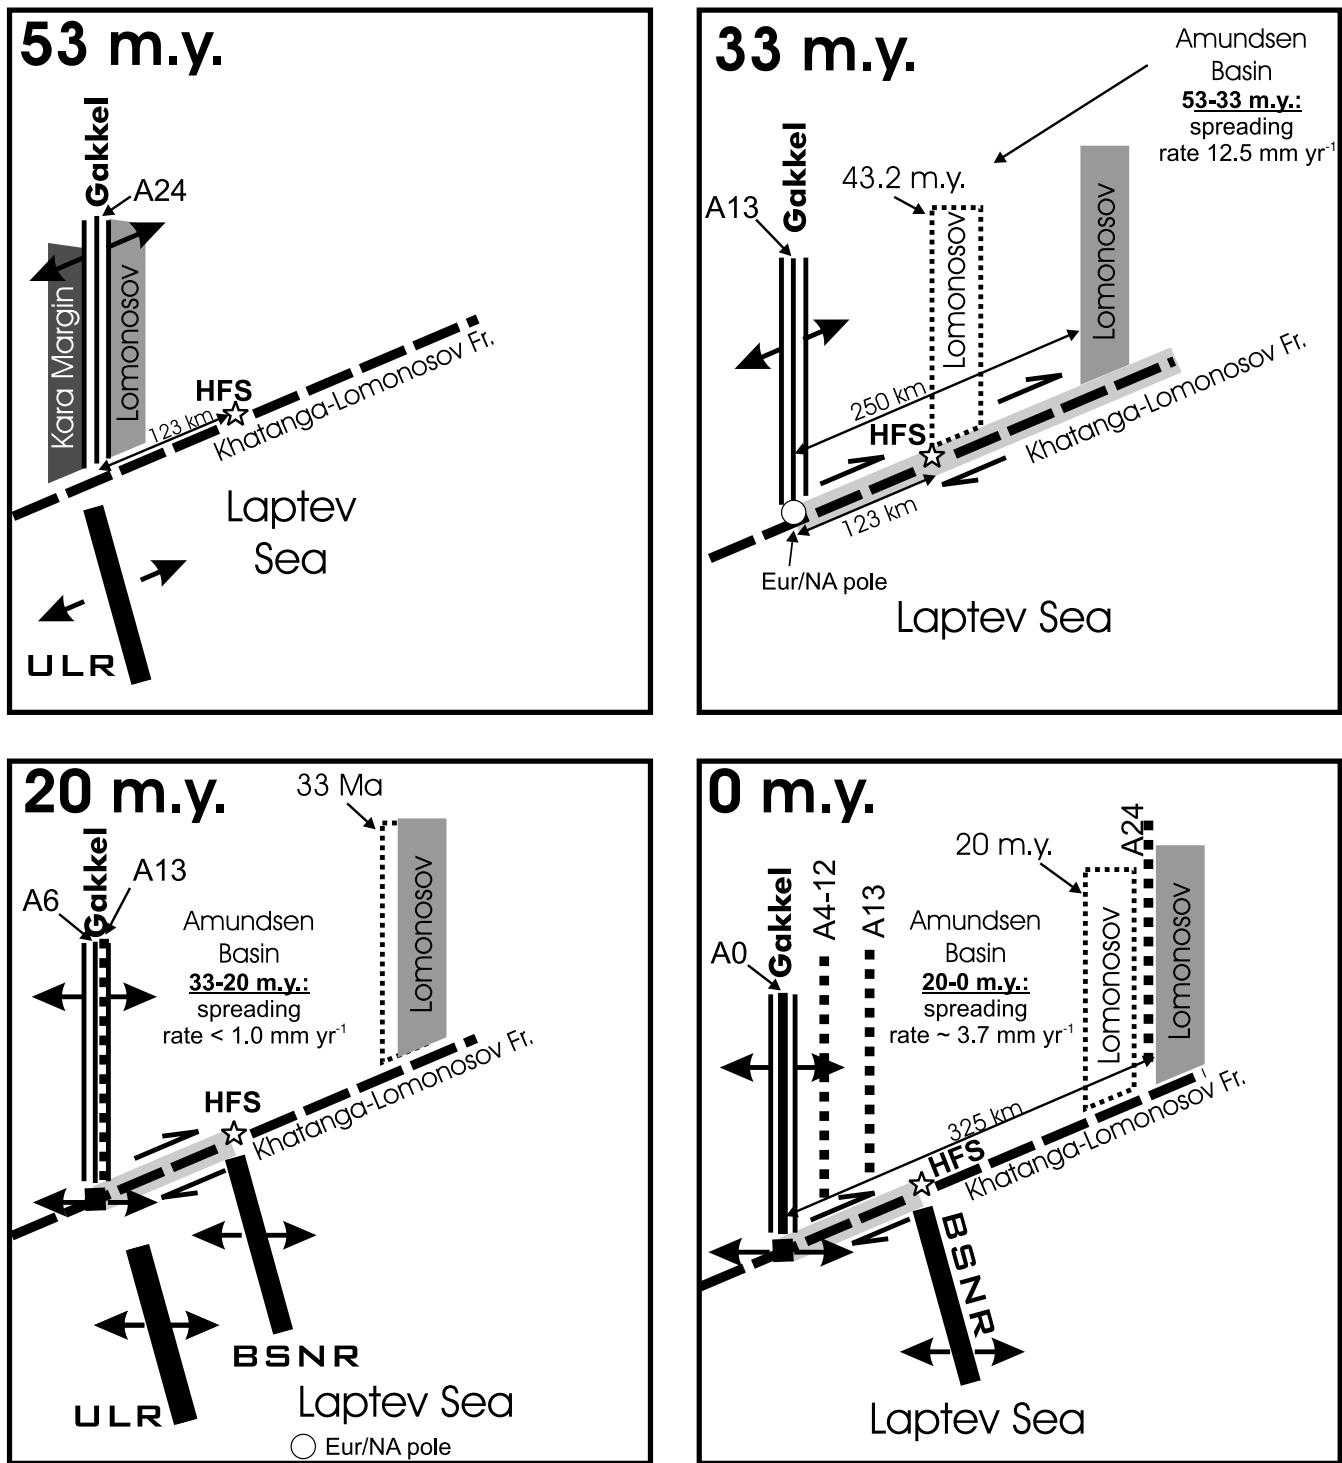 53 m.y.
Gakkel
A24
Kara Margin
Lomonosov
HFS
123 km
Khatanga-Lomonosov Fr.
Laptev
Sea
ULR
33 m.y.
Amundsen
Basin
53-33 m.y.:
spreading
rate 12.5 mm yr⁻¹
Gakkel
43.2 m.y.
A13
Lomonosov
Lomonosov
250 km
HFS
Khatanga-Lomonosov Fr.
123 km
Eur/NA pole
Laptev Sea
20 m.y.
33 Ma
Gakkel
A13
A6
Amundsen
Basin
33-20 m.y.:
spreading
rate < 1.0 mm yr⁻¹
Lomonosov
HFS
Khatanga-Lomonosov Fr.
BSNR
ULR
Laptev Sea
Eur/NA pole
0 m.y.
A24
20 m.y.
Gakkel
A4-12
A13
A0
Amundsen
Basin
20-0 m.y.:
spreading
rate ~ 3.7 mm yr⁻¹
Lomonosov
Lomonosov
325 km
HFS
Khatanga-Lomonosov Fr.
BSNR
Laptev Sea